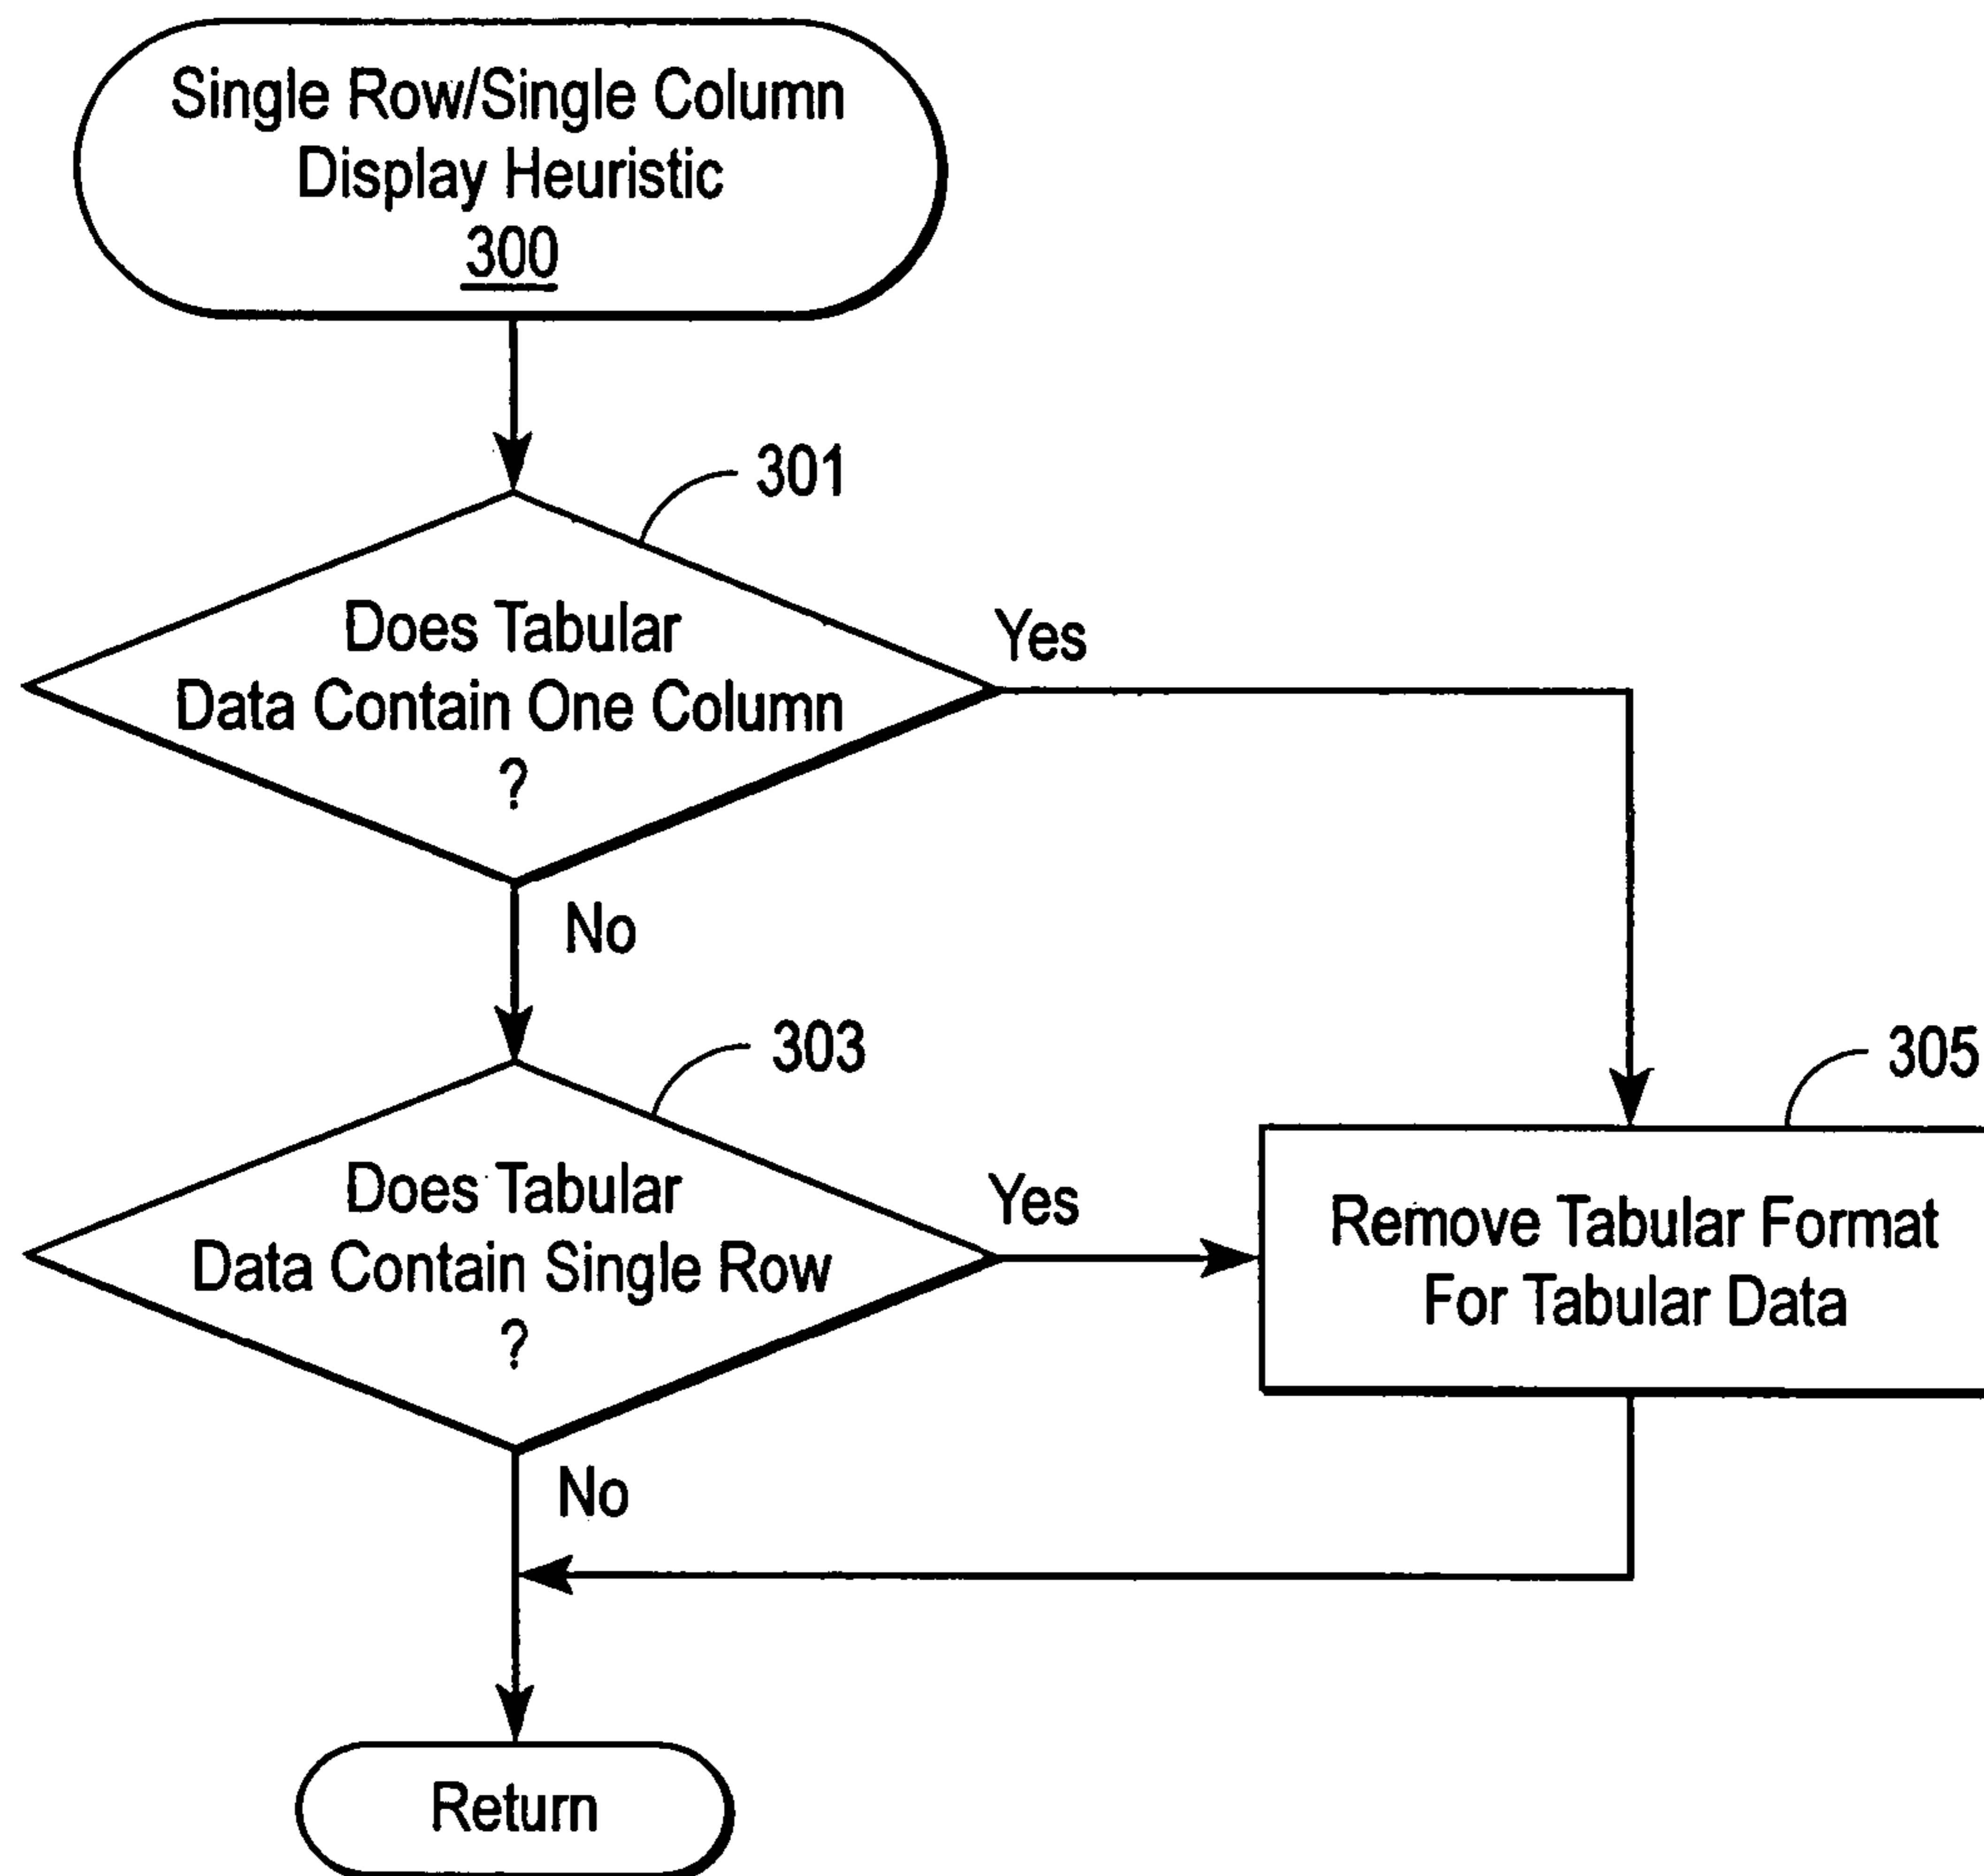 Single Row/Single Column
Display Heuristic
300
301
Does Tabular
Data Contain One Column
?
Yes
No
303
305
Does Tabular
Data Contain Single Row
?
Yes
Remove Tabular Format
For Tabular Data
No
Return